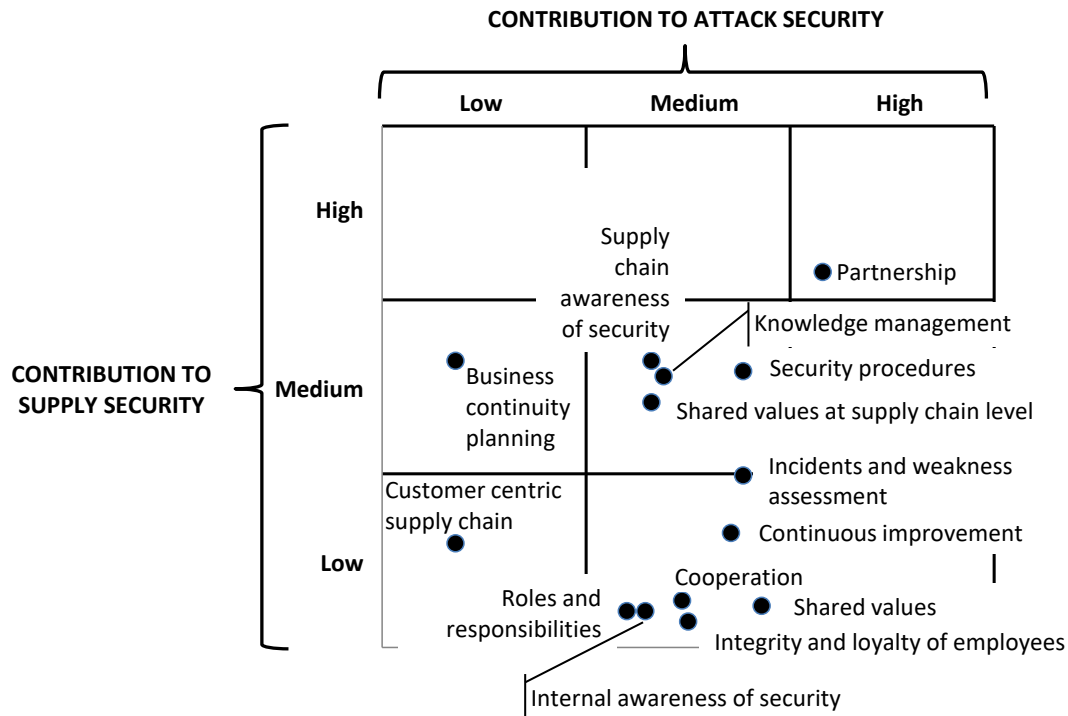 CONTRIBUTION TO ATTACK SECURITY
Low
Medium
High
High
Supply
chain
awareness
of security
Partnership
Knowledge management
CONTRIBUTION TO
SUPPLY SECURITY
Medium
Business
continuity
planning
Security procedures
Shared values at supply chain level
Customer centric
supply chain
Incidents and weakness
assessment
Continuous improvement
Low
Cooperation
Roles and
responsibilities
Shared values
Integrity and loyalty of employees
Internal awareness of security